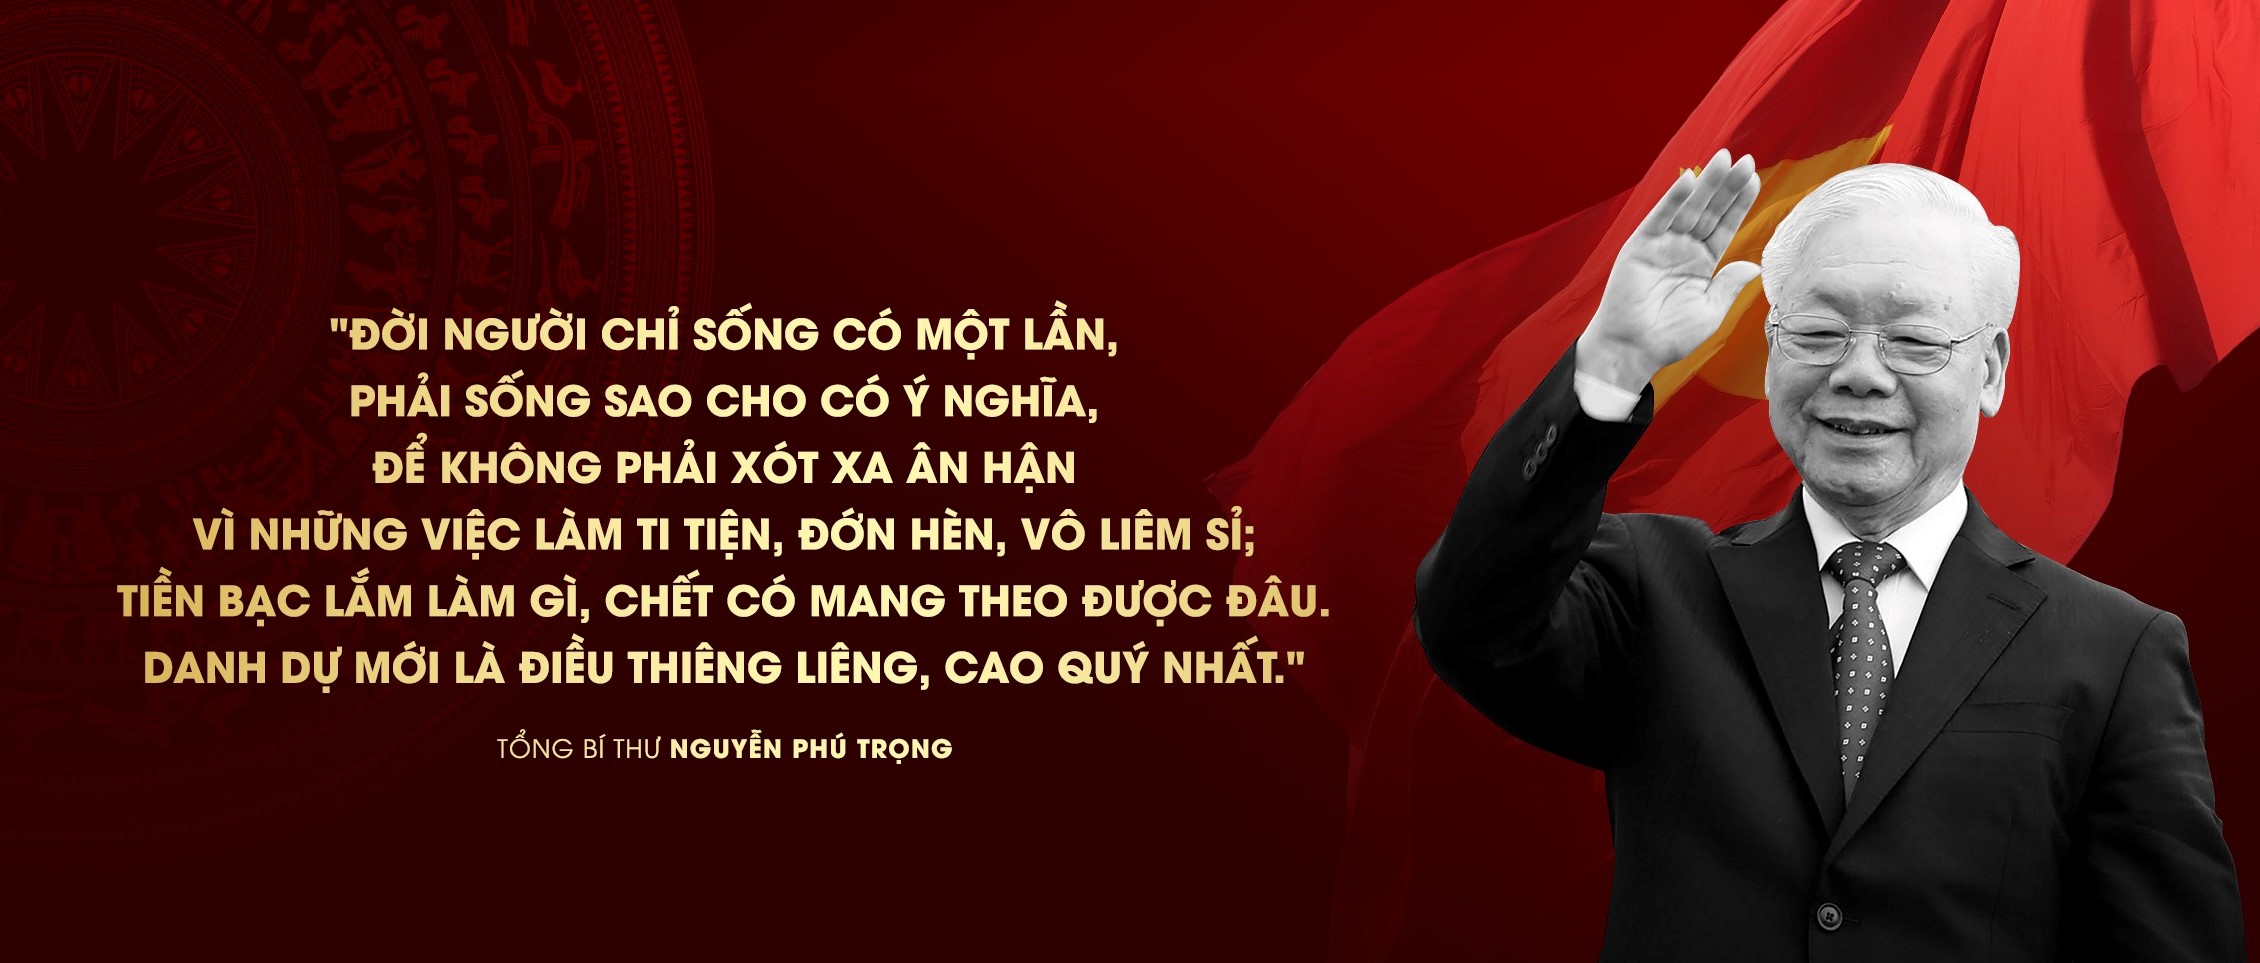 "ĐỜI NGƯỜI CHỈ SỐNG CÓ MỘT LẦN,
PHẢI SỐNG SAO CHO CÓ Ý NGHĨA,
ĐỂ KHÔNG PHẢI XÓT XA ÂN HẬN
VÌ NHỮNG VIỆC LÀM TI TIỆN, ĐỚN HÈN, VÔ LIÊM SỈ;
TIỀN BẠC LẮM LÀM GÌ, CHẾT CÓ MANG THEO ĐƯỢC ĐÂU.
DANH DỰ MỚI LÀ ĐIỀU THIÊNG LIÊNG, CAO QUÝ NHẤT."
TỔNG BÍ THƯ NGUYỄN PHÚ TRỌNG